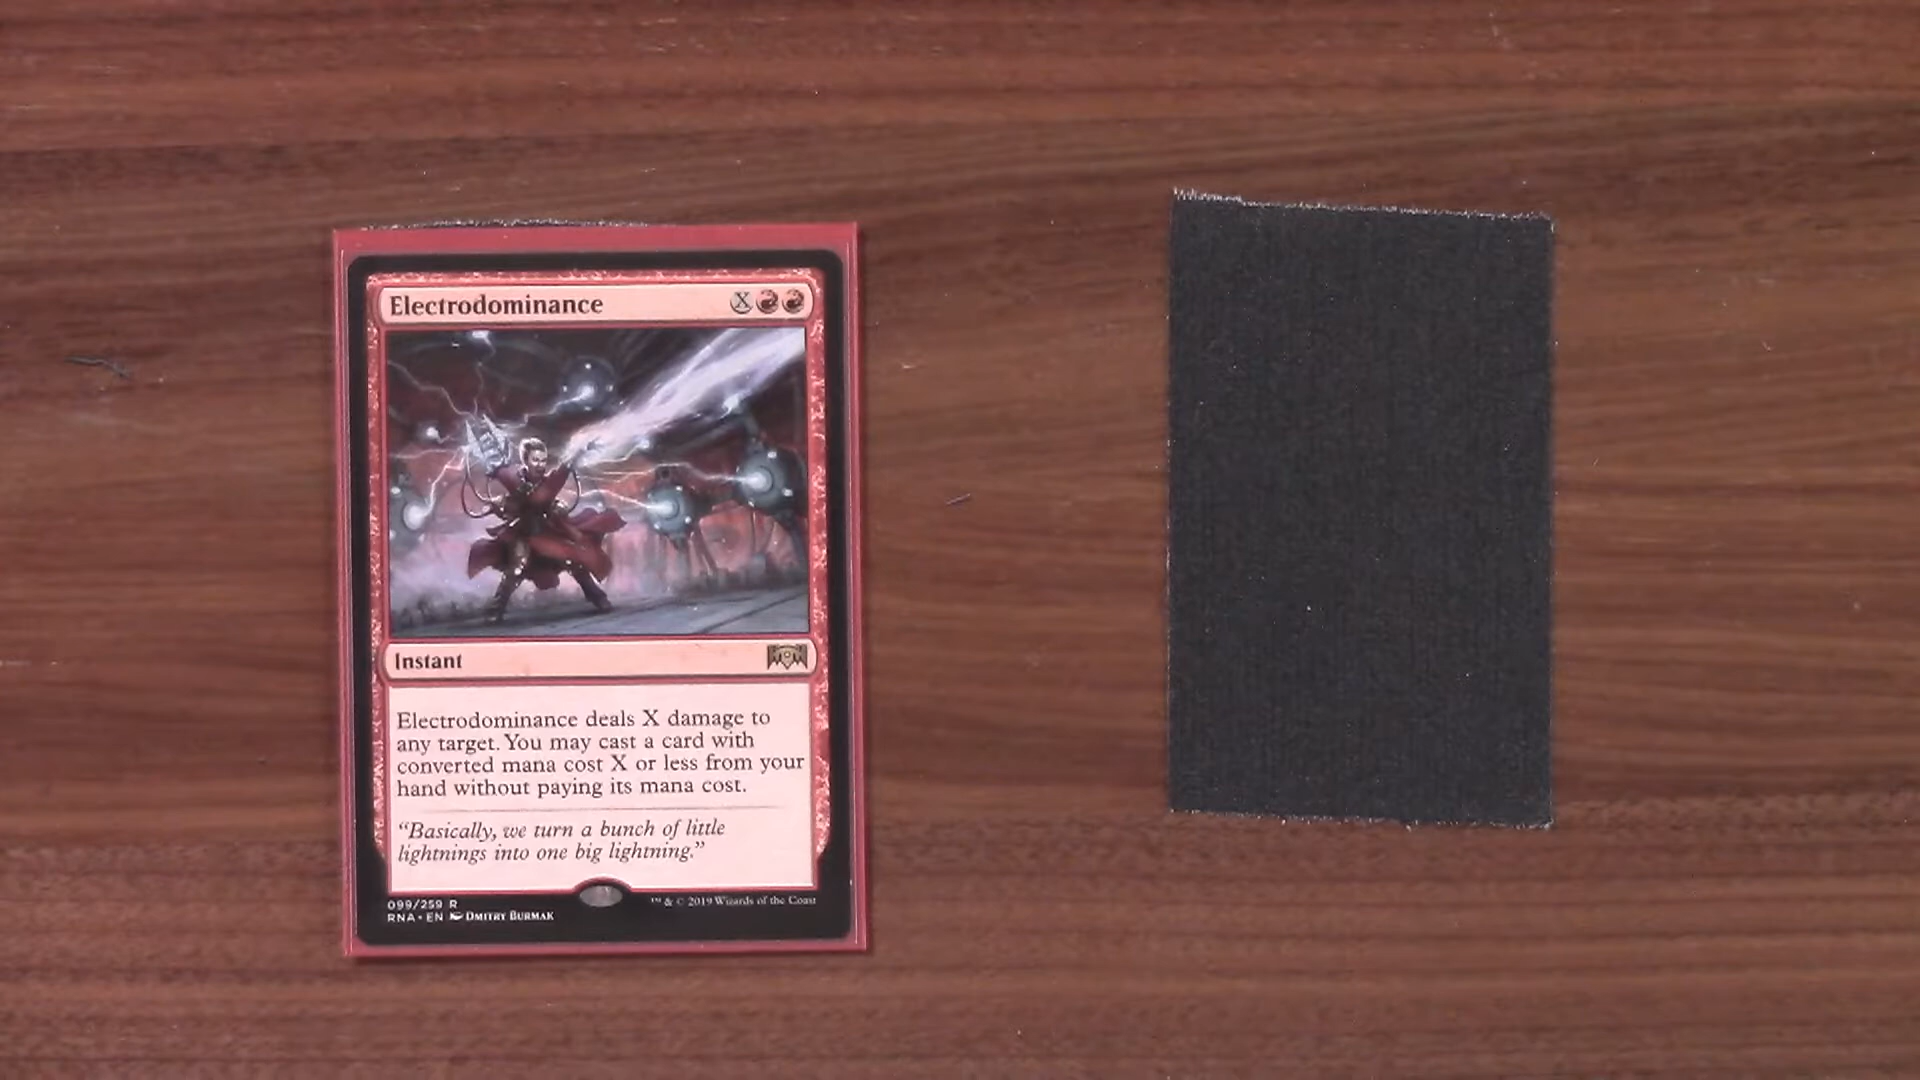 Electrodominance X
Instant
Electrodominance deals X damage to
any target. You may cast a card with
converted mana cost X or less from your
hand without paying its mana cost.
“Basically, we turn a bunch of little
lightnings into one big lightning.”
099/259 R
RNA • EN DMITRY BURMAK
™ & © 2019 Wizards of the Coast